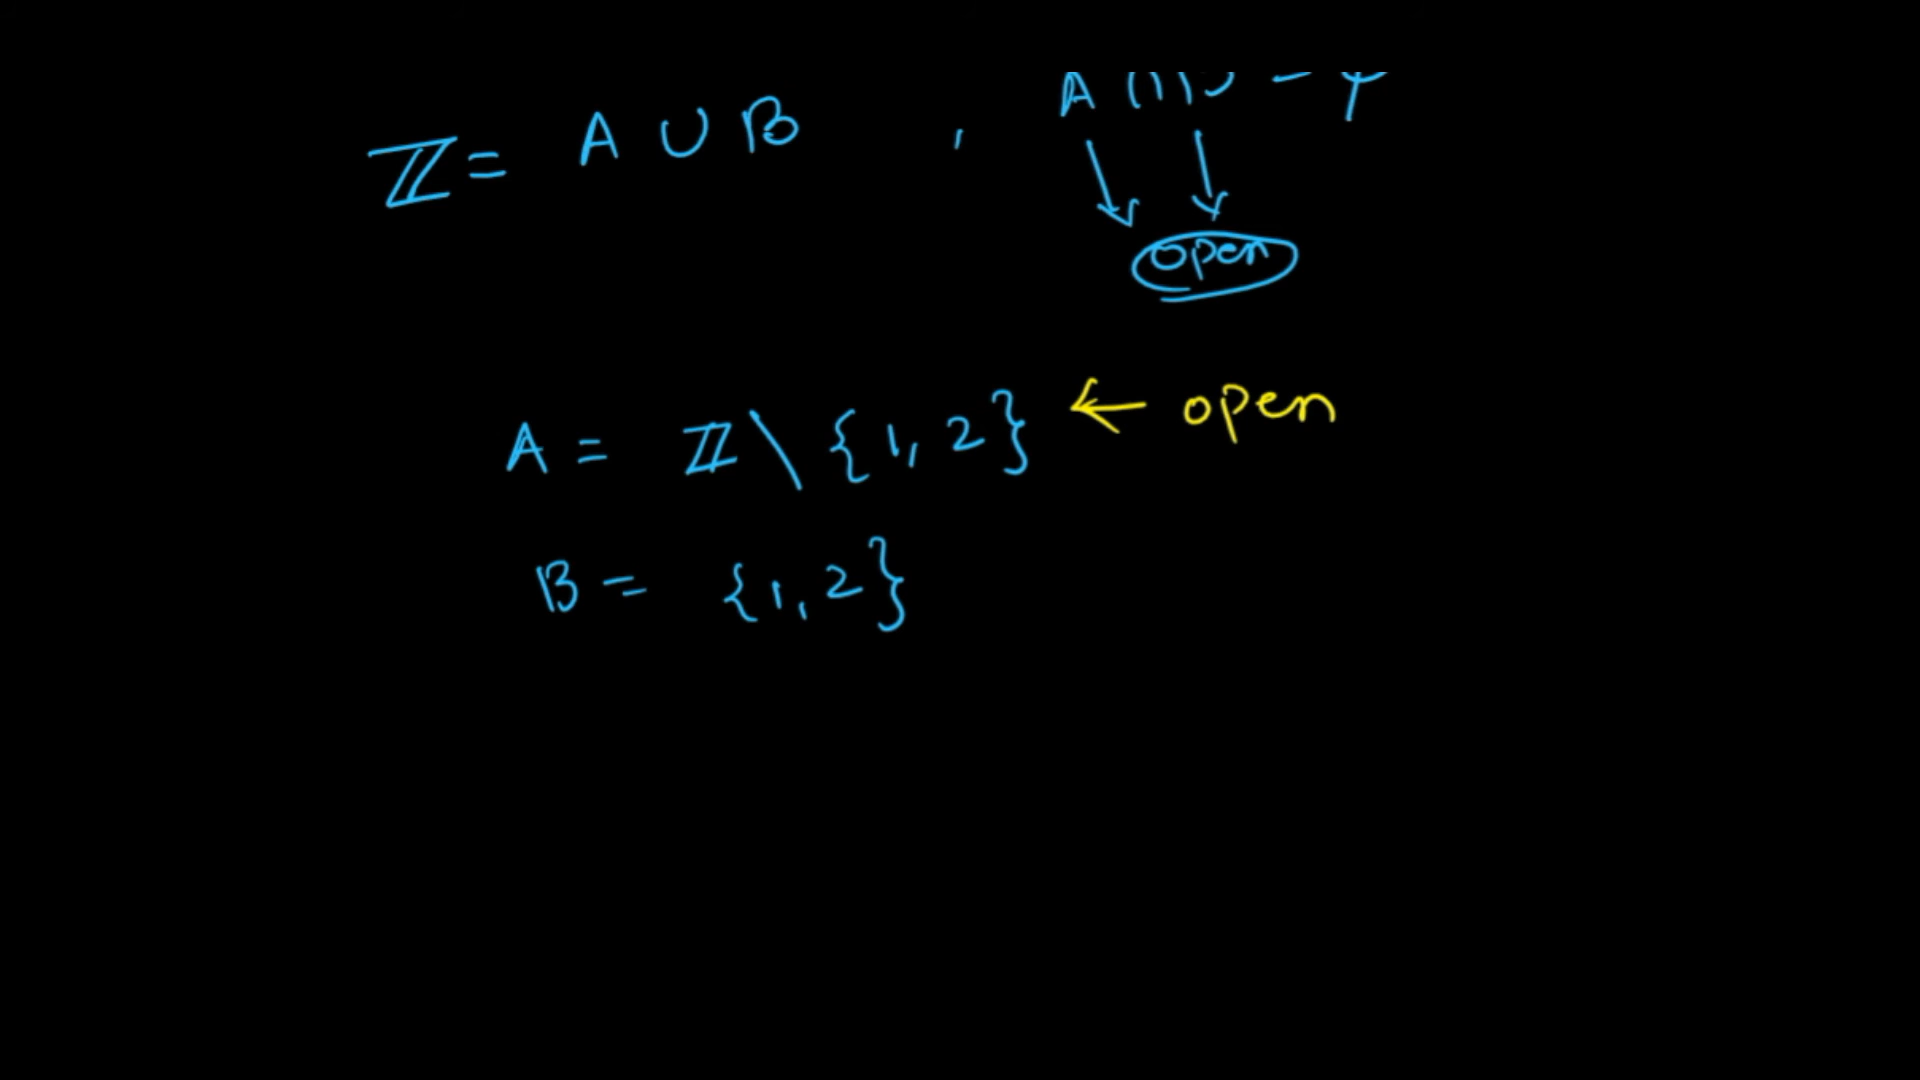 ℤ = A ∪ B , A ∩ B = φ
open
A = ℤ \ {1, 2} ← open
B = {1, 2}